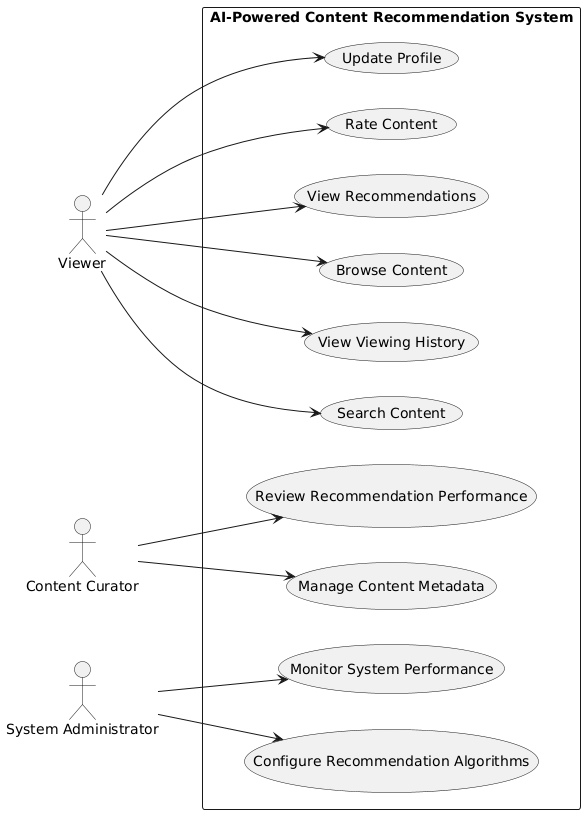 AI-Powered Content Recommendation System
Update Profile
Rate Content
View Recommendations
Viewer
Browse Content
View Viewing History
Search Content
Review Recommendation Performance
Content Curator
Manage Content Metadata
Monitor System Performance
System Administrator
Configure Recommendation Algorithms